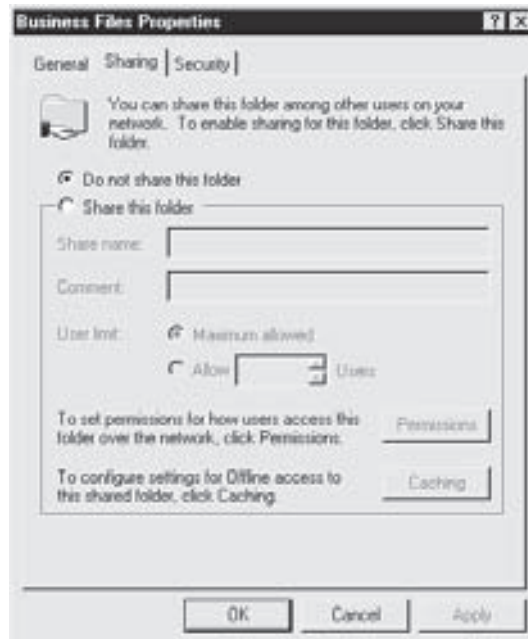 Business Files Properties
General Sharing Security
You can share this folder among other users on your
network. To enable sharing for this folder, click Share this
folder.
Do not share this folder
Share this folder
Share name:
Comment:
User limit: Maximum allowed
Allow Users
To set permissions for how users access this
folder over the network, click Permissions.
Permissions
To configure settings for Offline access to
this shared folder, click Caching.
Caching
OK Cancel Apply